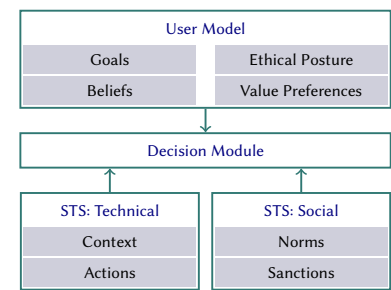 User Model
Goals Ethical Posture
Beliefs Value Preferences
Decision Module
STS: Technical STS: Social
Context Norms
Actions Sanctions